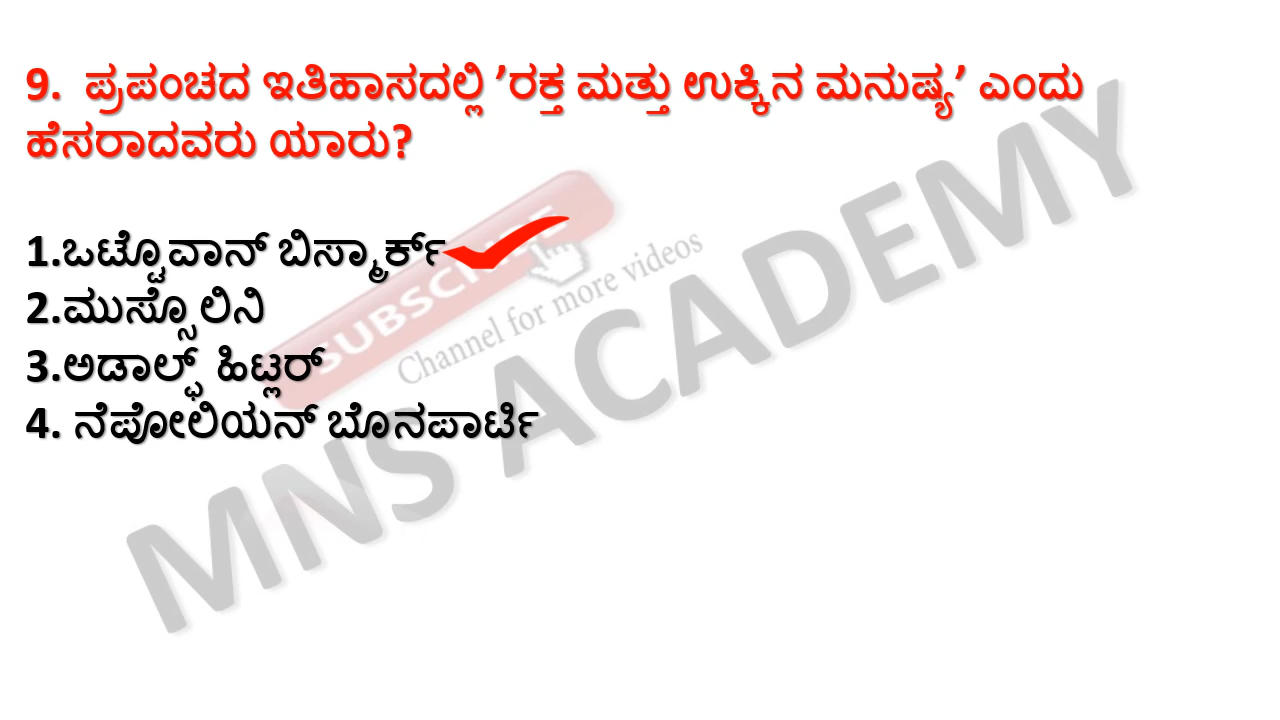 9. ಪ್ರಪಂಚದ ಇತಿಹಾಸದಲ್ಲಿ ’ರಕ್ತ ಮತ್ತು ಉಕ್ಕಿನ ಮನುಷ್ಯ’ ಎಂದು
ಹೆಸರಾದವರು ಯಾರು?
1.ಒಟ್ಟೊವಾನ್ ಬಿಸ್ಮಾರ್ಕ್
2.ಮುಸ್ಸೊಲಿನಿ
3.ಅಡಾಲ್ಫ್ ಹಿಟ್ಲರ್
4. ನೆಪೋಲಿಯನ್ ಬೊನಪಾರ್ಟಿ
SUBSCRIBE
Channel for more videos
MNS ACADEMY